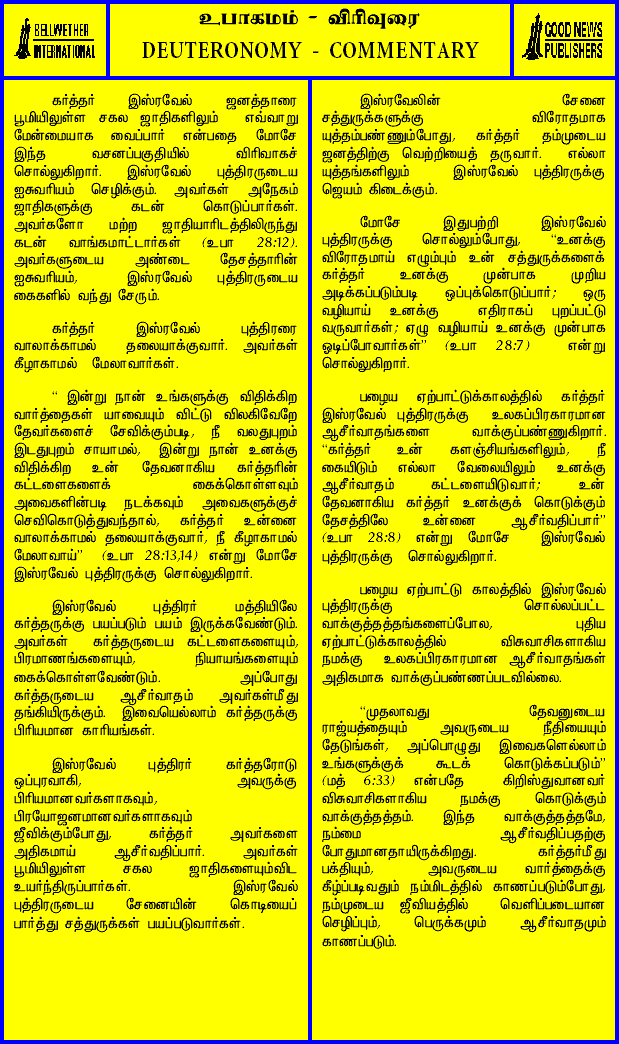 BELLWETHER
INTERNATIONAL
உபாகமம் - விரிவுரை
DEUTERONOMY - COMMENTARY
GOOD NEWS
PUBLISHERS
கர்த்தர் இஸ்ரவேல் ஜனத்தாரை
பூமியிலுள்ள சகல ஜாதிகளிலும் எவ்வாறு
மேன்மையாக வைப்பார் என்பதை மோசே
இந்த வசனப்பகுதியில் விரிவாகச்
சொல்லுகிறார். இஸ்ரவேல் புத்திரருடைய
ஐசுவரியம் செழிக்கும். அவர்கள் அநேகம்
ஜாதிகளுக்கு கடன் கொடுப்பார்கள்.
அவர்களோ மற்ற ஜாதியாரிடத்திலிருந்து
கடன் வாங்கமாட்டார்கள் (உபா 28:12).
அவர்களுடைய அண்டை தேசத்தாரின்
ஐசுவரியம், இஸ்ரவேல் புத்திரருடைய
கைகளில் வந்து சேரும்.
கர்த்தர் இஸ்ரவேல் புத்திரரை
வாலாக்காமல் தலையாக்குவார். அவர்கள்
கீழாகாமல் மேலாவார்கள்.
“ இன்று நான் உங்களுக்கு விதிக்கிற
வார்த்தைகள் யாவையும் விட்டு விலகிவேறே
தேவர்களைச் சேவிக்கும்படி, நீ வலதுபுறம்
இடதுபுறம் சாயாமல், இன்று நான் உனக்கு
விதிக்கிற உன் தேவனாகிய கர்த்தரின்
கட்டளைகளைக் கைக்கொள்ளவும்
அவைகளின்படி நடக்கவும் அவைகளுக்குச்
செவிகொடுத்துவந்தால், கர்த்தர் உன்னை
வாலாக்காமல் தலையாக்குவார், நீ கீழாகாமல்
மேலாவாய்” (உபா 28:13,14) என்று மோசே
இஸ்ரவேல் புத்திரருக்கு சொல்லுகிறார்.
இஸ்ரவேல் புத்திரர் மத்தியிலே
கர்த்தருக்கு பயப்படும் பயம் இருக்கவேண்டும்.
அவர்கள் கர்த்தருடைய கட்டளைகளையும்,
பிரமாணங்களையும், நியாயங்களையும்
கைக்கொள்ளவேண்டும். அப்போது
கர்த்தருடைய ஆசீர்வாதம் அவர்கள்மீது
தங்கியிருக்கும். இவையெல்லாம் கர்த்தருக்கு
பிரியமான காரியங்கள்.
இஸ்ரவேல் புத்திரர் கர்த்தரோடு
ஒப்புரவாகி, அவருக்கு
பிரியமானவர்களாகவும்,
பிரயோஜனமானவர்களாகவும்
ஜீவிக்கும்போது, கர்த்தர் அவர்களை
அதிகமாய் ஆசீர்வதிப்பார். அவர்கள்
பூமியிலுள்ள சகல ஜாதிகளையும்விட
உயர்ந்திருப்பார்கள். இஸ்ரவேல்
புத்திரருடைய சேனையின் கொடியைப்
பார்த்து சத்துருக்கள் பயப்படுவார்கள்.
இஸ்ரவேலின் சேனை
சத்துருக்களுக்கு விரோதமாக
யுத்தம்பண்ணும்போது, கர்த்தர் தம்முடைய
ஜனத்திற்கு வெற்றியைத் தருவார். எல்லா
யுத்தங்களிலும் இஸ்ரவேல் புத்திரருக்கு
ஜெயம் கிடைக்கும்.
மோசே இதுபற்றி இஸ்ரவேல்
புத்திரருக்கு சொல்லும்போது, “உனக்கு
விரோதமாய் எழும்பும் உன் சத்துருக்களைக்
கர்த்தர் உனக்கு முன்பாக முறிய
அடிக்கப்படும்படி ஒப்புக்கொடுப்பார்; ஒரு
வழியாய் உனக்கு எதிராகப் புறப்பட்டு
வருவார்கள்; ஏழு வழியாய் உனக்கு முன்பாக
ஓடிப்போவார்கள்” (உபா 28:7) என்று
சொல்லுகிறார்.
பழைய ஏற்பாட்டுக்காலத்தில் கர்த்தர்
இஸ்ரவேல் புத்திரருக்கு உலகப்பிரகாரமான
ஆசீர்வாதங்களை வாக்குப்பண்ணுகிறார்.
“கர்த்தர் உன் களஞ்சியங்களிலும், நீ
கையிடும் எல்லா வேலையிலும் உனக்கு
ஆசீர்வாதம் கட்டளையிடுவார்; உன்
தேவனாகிய கர்த்தர் உனக்குக் கொடுக்கும்
தேசத்திலே உன்னை ஆசீர்வதிப்பார்”
(உபா 28:8) என்று மோசே இஸ்ரவேல்
புத்திரருக்கு சொல்லுகிறார்.
பழைய ஏற்பாட்டு காலத்தில் இஸ்ரவேல்
புத்திரருக்கு சொல்லப்பட்ட
வாக்குத்தத்தங்களைப்போல, புதிய
ஏற்பாட்டுக்காலத்தில் விசுவாசிகளாகிய
நமக்கு உலகப்பிரகாரமான ஆசீர்வாதங்கள்
அதிகமாக வாக்குப்பண்ணப்படவில்லை.
“முதலாவது தேவனுடைய
ராஜ்யத்தையும் அவருடைய நீதியையும்
தேடுங்கள், அப்பொழுது இவைகளெல்லாம்
உங்களுக்குக் கூடக் கொடுக்கப்படும்”
(மத் 6:33) என்பதே கிறிஸ்துவானவர்
விசுவாசிகளாகிய நமக்கு கொடுக்கும்
வாக்குத்தத்தம். இந்த வாக்குத்தத்தமே,
நம்மை ஆசீர்வதிப்பதற்கு
போதுமானதாயிருக்கிறது. கர்த்தர்மீது
பக்தியும், அவருடைய வார்த்தைக்கு
கீழ்ப்படிவதும் நம்மிடத்தில் காணப்படும்போது,
நம்முடைய ஜீவியத்தில் வெளிப்படையான
செழிப்பும், பெருக்கமும் ஆசீர்வாதமும்
காணப்படும்.